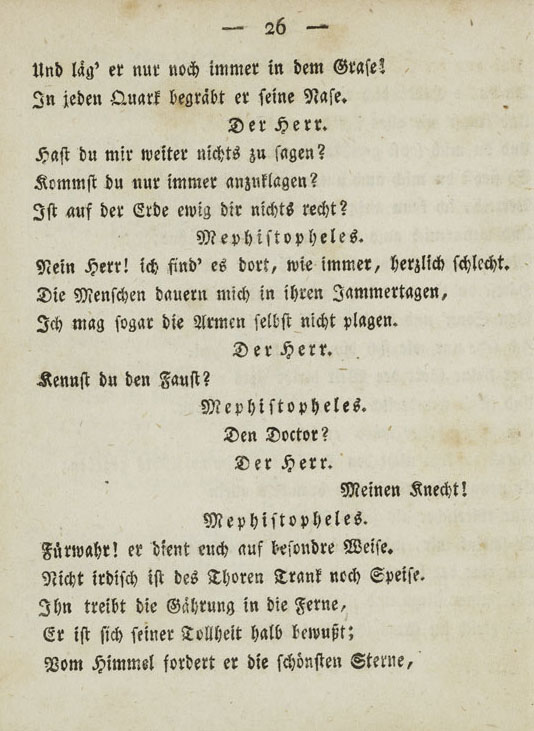 — 26 —
Und läg' er nur noch immer in dem Grase!
In jeden Quark begräbt er seine Nase.
Der Herr.
Hast du mir weiter nichts zu sagen?
Kommst du nur immer anzuklagen?
Ist auf der Erde ewig dir nichts recht?
Mephistopheles.
Nein Herr! ich find' es dort, wie immer, herzlich schlecht.
Die Menschen dauern mich in ihren Jammertagen,
Ich mag sogar die Armen selbst nicht plagen.
Der Herr.
Kennst du den Faust?
Mephistopheles.
Den Doctor?
Der Herr.
Meinen Knecht!
Mephistopheles.
Fürwahr! er dient euch auf besondre Weise.
Nicht irdisch ist des Thoren Trank noch Speise.
Ihn treibt die Gährung in die Ferne,
Er ist sich seiner Tollheit halb bewußt;
Vom Himmel fordert er die schönsten Sterne,